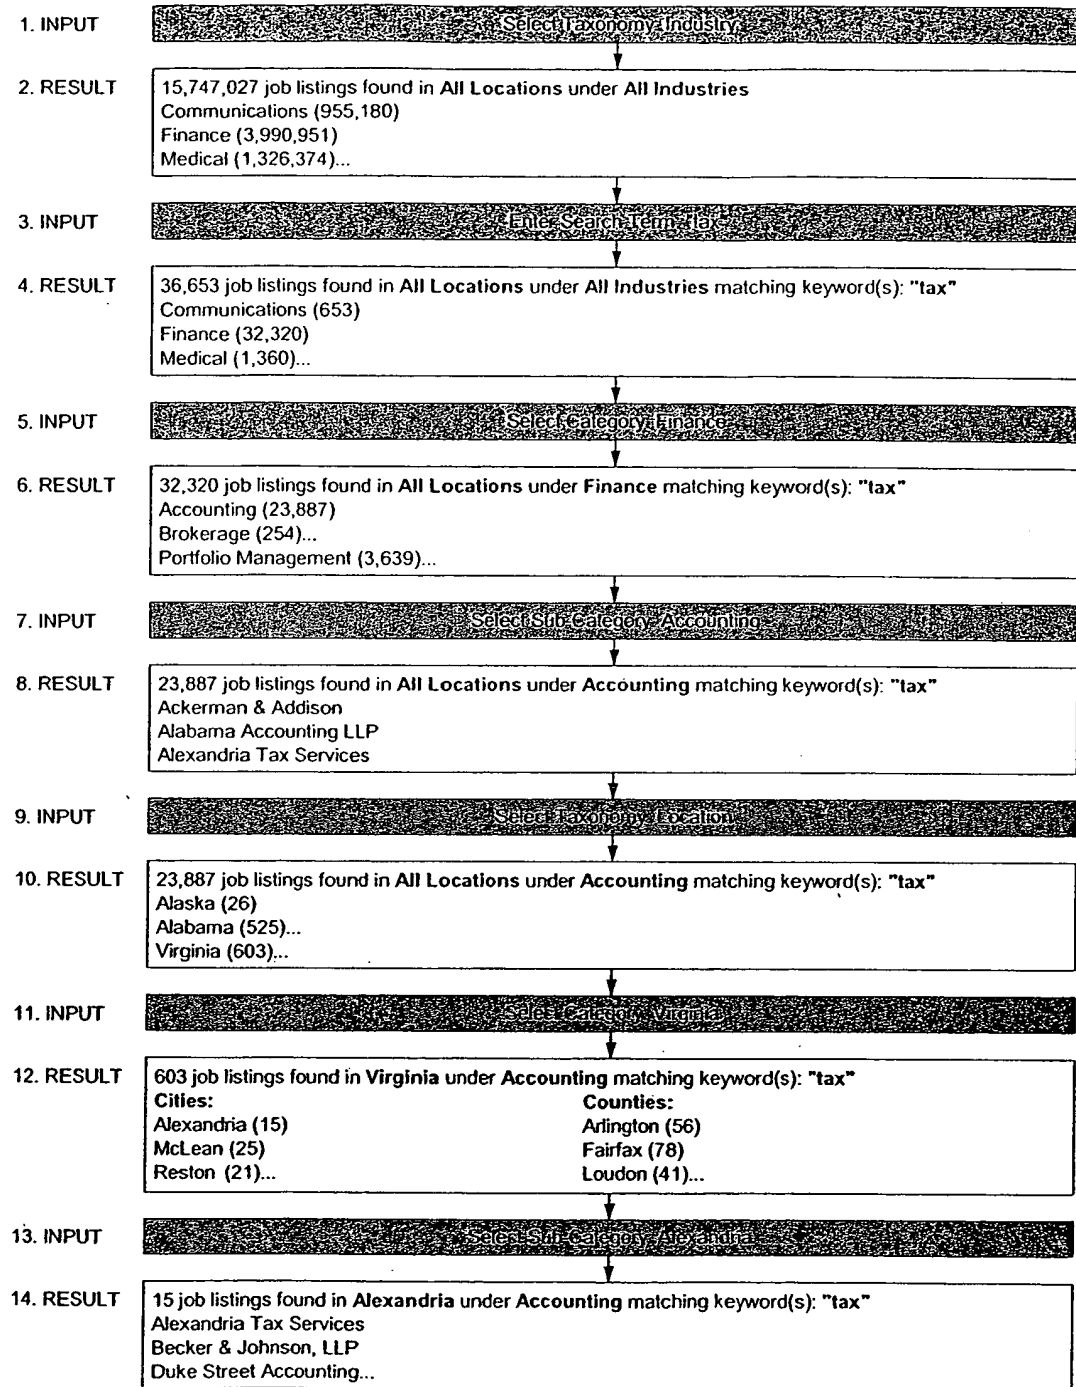 1. INPUT
Select Taxonomy: Industry
2. RESULT
15,747,027 job listings found in All Locations under All Industries
Communications (955,180)
Finance (3,990,951)
Medical (1,326,374)...
3. INPUT
Enter Search Term: Tax
4. RESULT
36,653 job listings found in All Locations under All Industries matching keyword(s): "tax"
Communications (653)
Finance (32,320)
Medical (1,360)...
5. INPUT
Select Category: Finance
6. RESULT
32,320 job listings found in All Locations under Finance matching keyword(s): "tax"
Accounting (23,887)
Brokerage (254)...
Portfolio Management (3,639)...
7. INPUT
Select Sub-Category: Accounting
8. RESULT
23,887 job listings found in All Locations under Accounting matching keyword(s): "tax"
Ackerman & Addison
Alabama Accounting LLP
Alexandria Tax Services
9. INPUT
Select Taxonomy: Location
10. RESULT
23,887 job listings found in All Locations under Accounting matching keyword(s): "tax"
Alaska (26)
Alabama (525)...
Virginia (603)...
11. INPUT
Select Category: Virginia
12. RESULT
603 job listings found in Virginia under Accounting matching keyword(s): "tax"
Cities:
Alexandria (15)
McLean (25)
Reston (21)...
Counties:
Arlington (56)
Fairfax (78)
Loudon (41)...
13. INPUT
Select Sub-Category: Alexandria
14. RESULT
15 job listings found in Alexandria under Accounting matching keyword(s): "tax"
Alexandria Tax Services
Becker & Johnson, LLP
Duke Street Accounting...